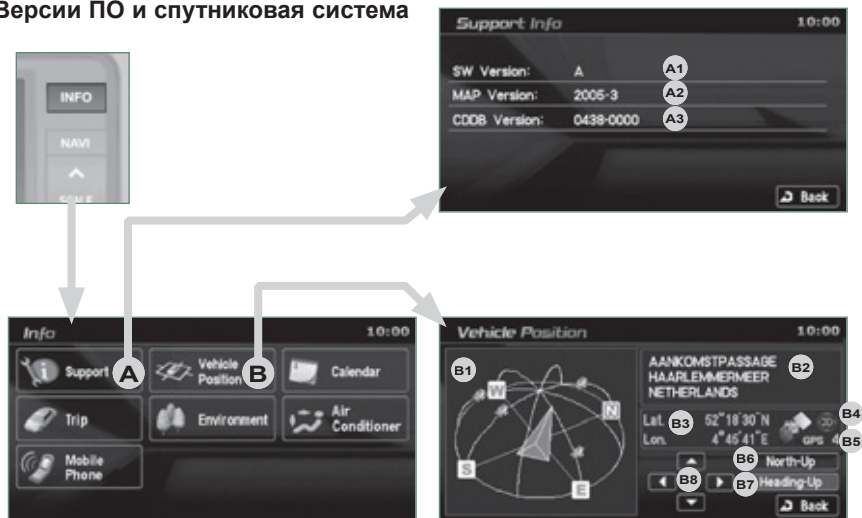 Версии ПО и спутниковая система
INFO
NAVI
SCALE
Support Info 10:00
SW Version: A A1
MAP Version: 2005-3 A2
CDDB Version: 0438-0000 A3
Back
Info 10:00
Support A
Vehicle Position B
Calendar
Trip
Environment
Air Conditioner
Mobile Phone
Vehicle Position 10:00
B1
W
N
S
E
AANKOMSTPASSAGE
HAARLEMMERMEER B2
NETHERLANDS
Lat. B3 52°18'30"N B4
Lon. 4°45'41"E GPS 4 B5
B6 North-Up
B8 B7 Heading-Up
Back